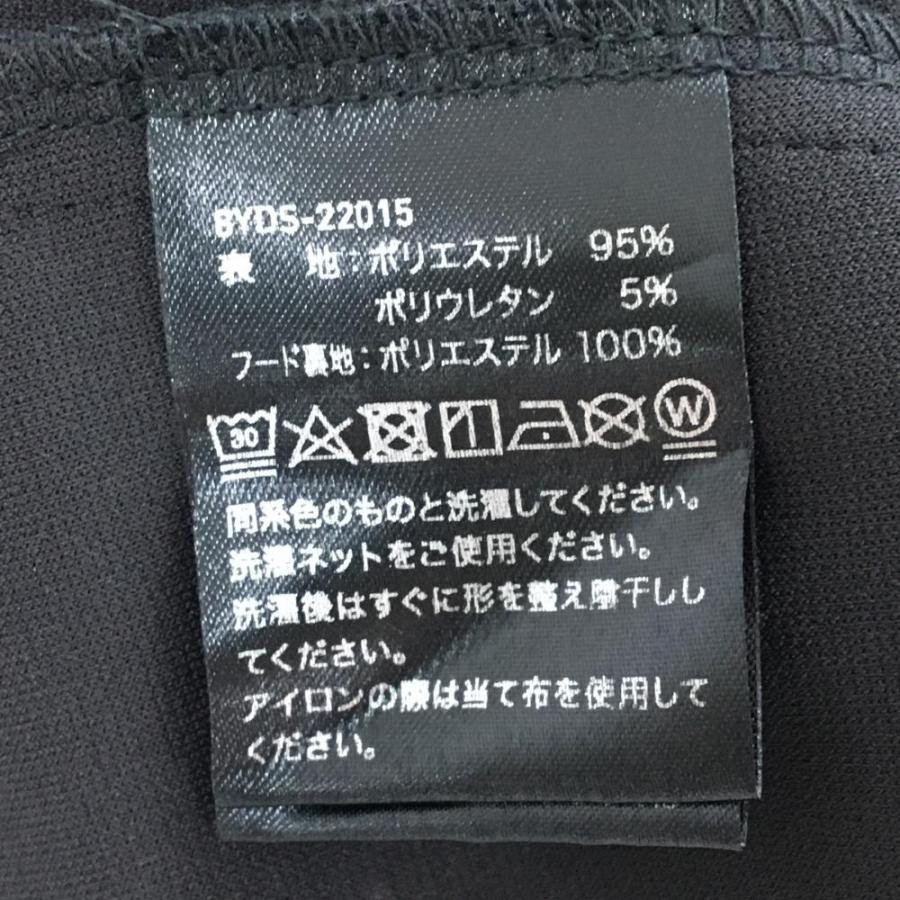 BYDS-22015
表 地:ポリエステル 95%
ポリウレタン 5%
フード裏地:ポリエステル 100%
30 W
同系色のものと洗濯してください。
洗濯ネットをご使用ください。
洗濯後はすぐに形を整え陰干しし
てください。
アイロンの際は当て布を使用して
ください。